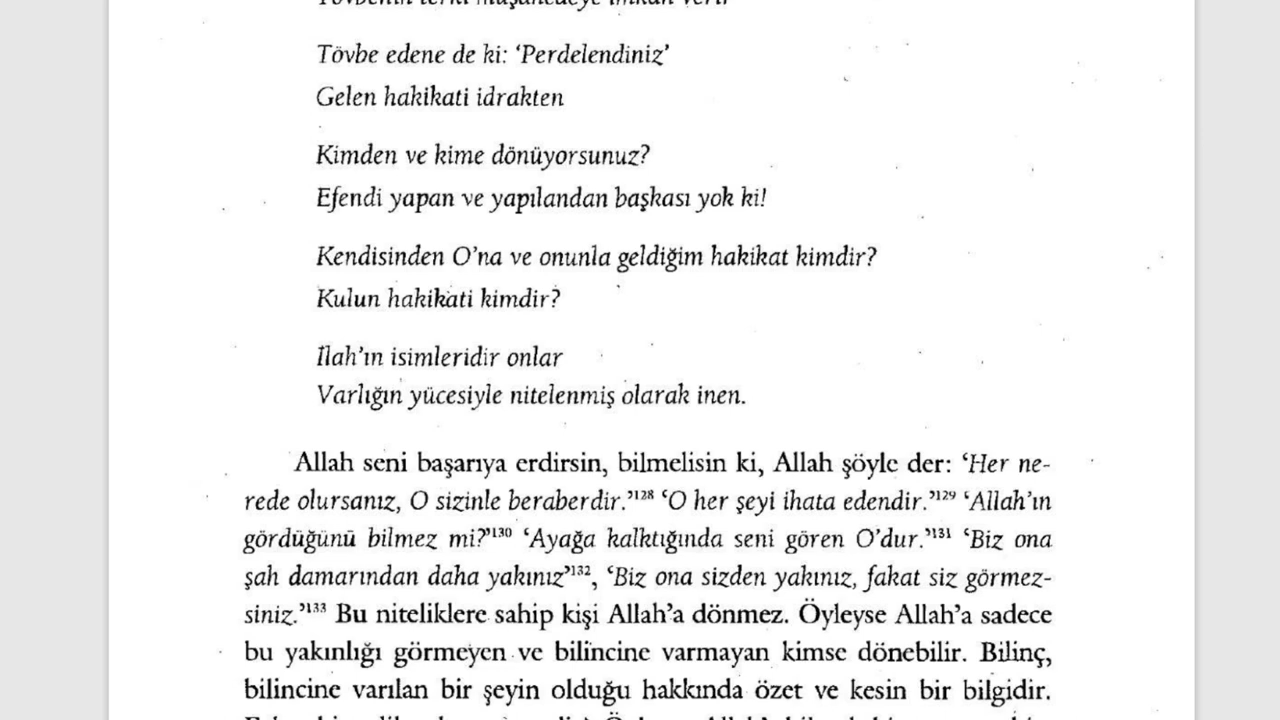 Tövbenin terki müşahedeye imkân verir
Tövbe edene de ki: ‘Perdelendiniz’
Gelen hakikati idrakten
Kimden ve kime dönüyorsunuz?
Efendi yapan ve yapılandan başkası yok ki!
Kendisinden O’na ve onunla geldiğim hakikat kimdir?
Kulun hakikati kimdir?
İlah’ın isimleridir onlar
Varlığın yücesiyle nitelenmiş olarak inen.
Allah seni başarıya erdirsin, bilmelisin ki, Allah şöyle der: ‘Her ne-
rede olursanız, O sizinle beraberdir.’¹²⁸ ‘O her şeyi ihata edendir.’¹²⁹ ‘Allah’ın
gördüğünü bilmez mi?’¹³⁰ ‘Ayağa kalktığında seni gören O’dur.’¹³¹ ‘Biz ona
şah damarından daha yakınız’¹³², ‘Biz ona sizden yakınız, fakat siz görmez-
siniz.’¹³³ Bu niteliklere sahip kişi Allah’a dönmez. Öyleyse Allah’a sadece
bu yakınlığı görmeyen ve bilincine varmayan kimse dönebilir. Bilinç,
bilincine varılan bir şeyin olduğu hakkında özet ve kesin bir bilgidir.